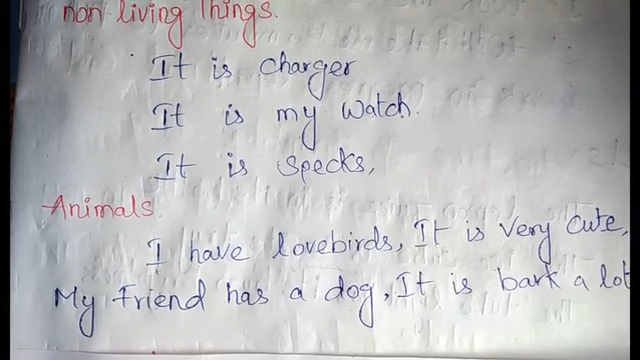 non living things.
It is charger
It is my watch.
It is specks,
Animals.
I have lovebirds, It is very cute,
My friend has a dog, It is bark a lot